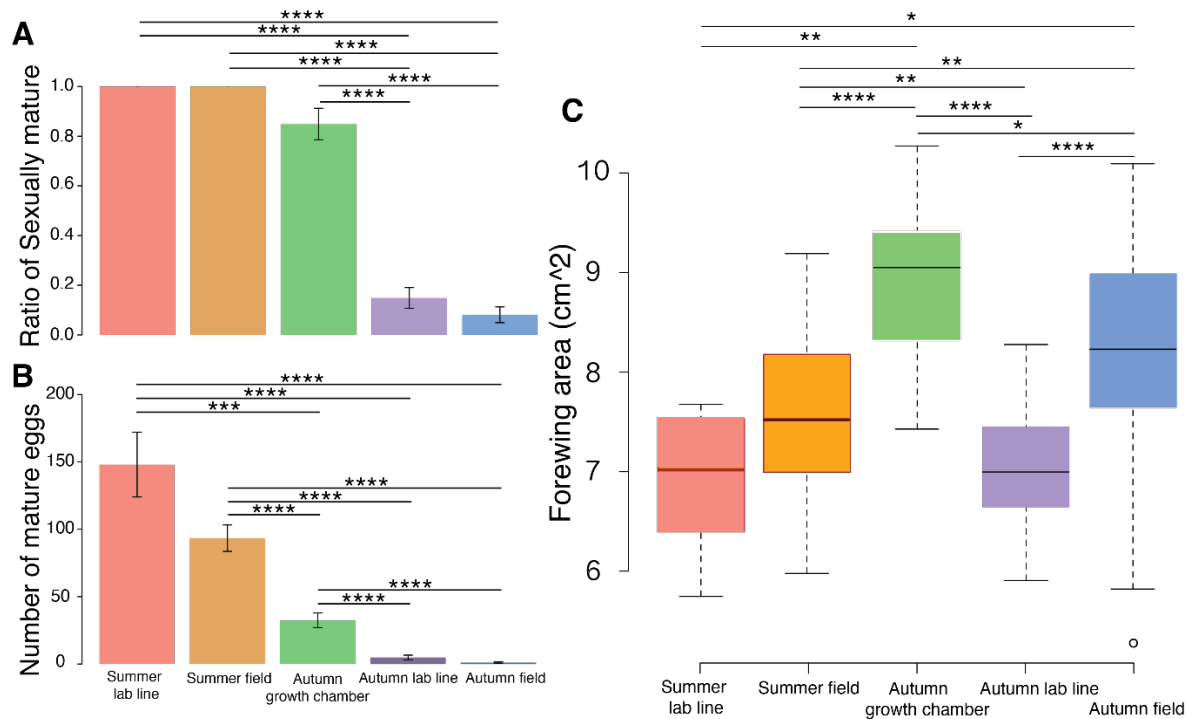 A
****
****
****
****
****
****
Ratio of Sexually mature
1.0
0.8
0.6
0.4
0.2
0.0
B
****
****
***
****
****
****
****
****
Number of mature eggs
200
150
100
50
0
Summer
lab line
Summer field
Autumn
growth chamber
Autumn lab line
Autumn field
C
*
**
**
**
****
****
*
****
Forewing area (cm^2)
10
9
8
7
6
Summer
lab line
Summer field
Autumn
growth chamber
Autumn lab line
Autumn field